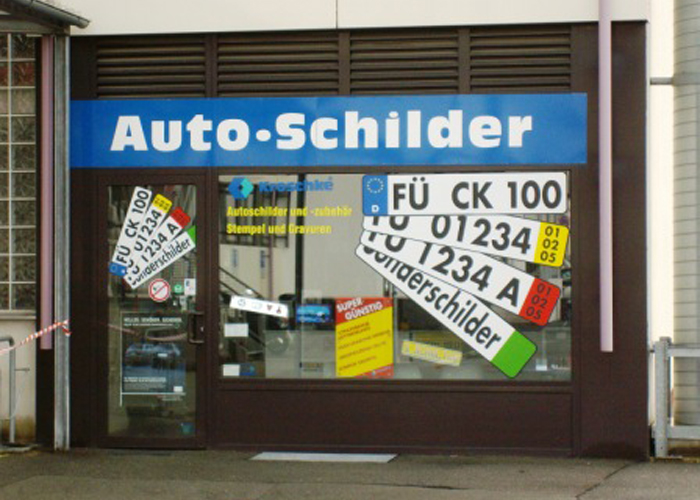 Auto-Schilder
Kroschke
Autoschilder und -zubehör
Stempel und Gravuren
D
FÜ CK 100
FÜ 01234
01
02
05
FÜ 1234 A
01
02
05
Sonderschilder
FÜ CK 100
FÜ 01234
FÜ 1234 A
Sonderschilder
SUPER
GÜNSTIG